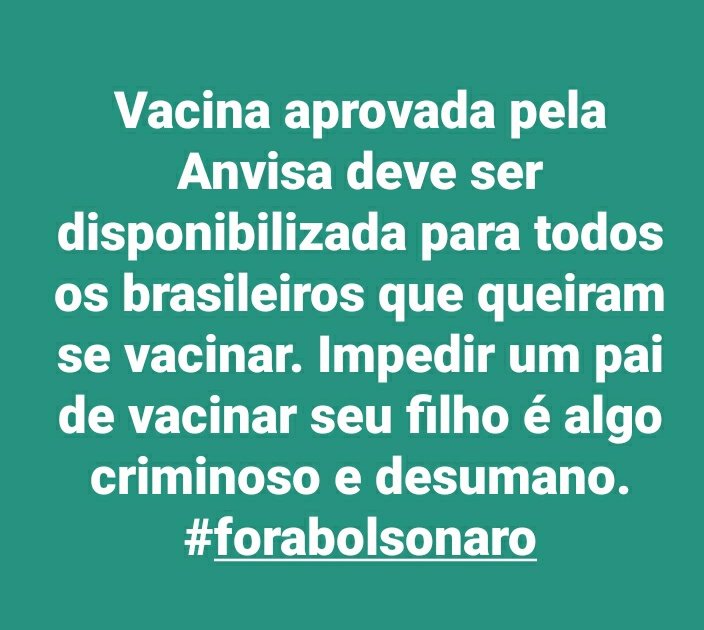 Vacina aprovada pela
Anvisa deve ser
disponibilizada para todos
os brasileiros que queiram
se vacinar. Impedir um pai
de vacinar seu filho é algo
criminoso e desumano.
#forabolsonaro